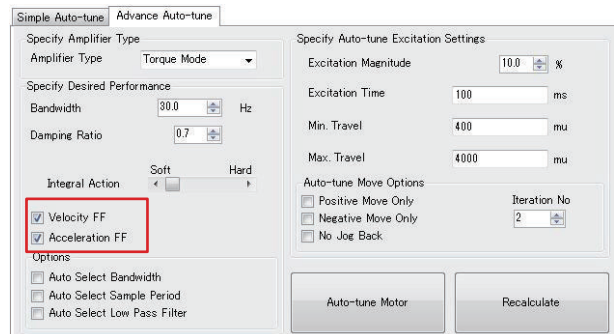 Simple Auto-tune
Advance Auto-tune
Specify Amplifier Type
Amplifier Type
Torque Mode
Specify Desired Performance
Bandwidth
30.0
Hz
Damping Ratio
0.7
Soft
Hard
Integral Action
Velocity FF
Acceleration FF
Options
Auto Select Bandwidth
Auto Select Sample Period
Auto Select Low Pass Filter
Specify Auto-tune Excitation Settings
Excitation Magnitude
10.0
%
Excitation Time
100
ms
Min. Travel
400
mu
Max. Travel
4000
mu
Auto-tune Move Options
Positive Move Only
Negative Move Only
No Jog Back
Iteration No
2
Auto-tune Motor
Recalculate